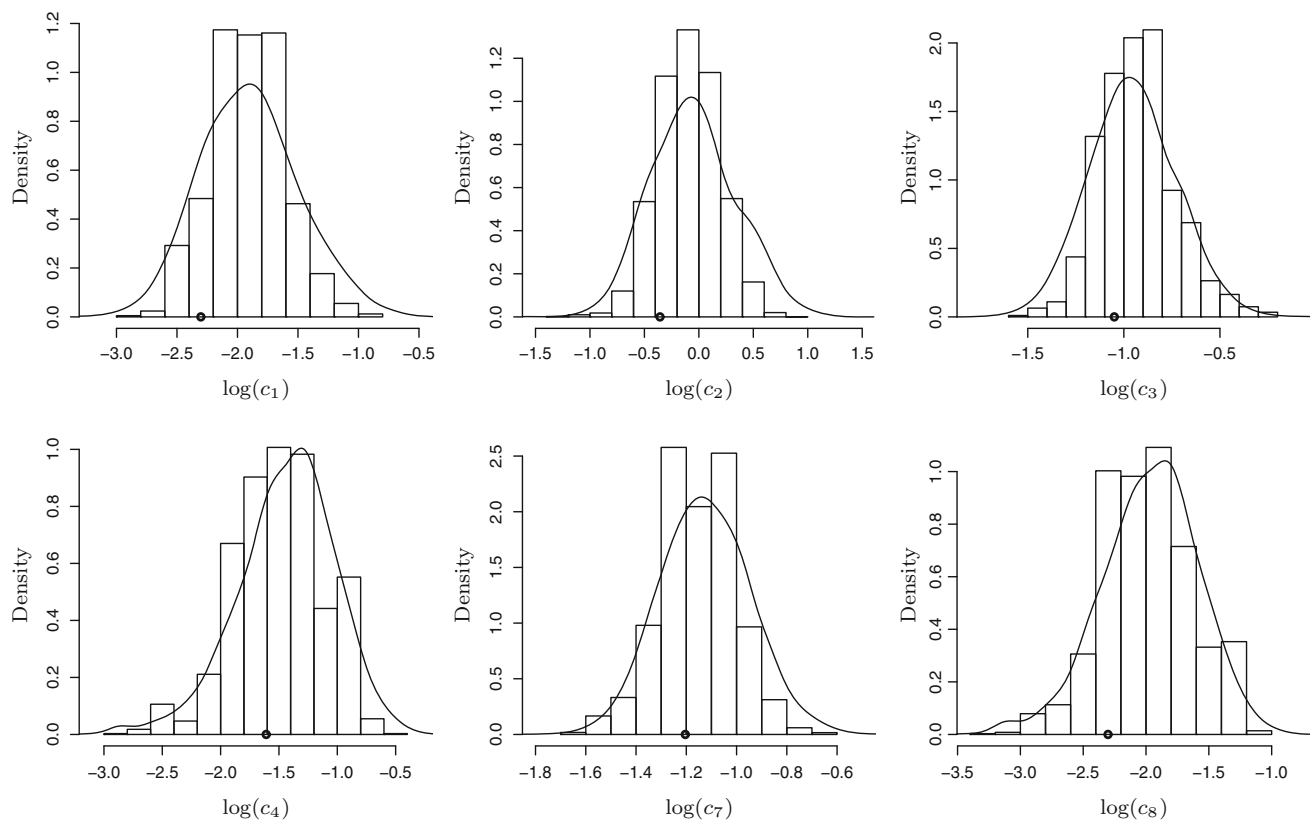 Density
0.0 0.2 0.4 0.6 0.8 1.0 1.2
−3.0 −2.5 −2.0 −1.5 −1.0 −0.5
log(c₁)
Density
0.0 0.2 0.4 0.6 0.8 1.0 1.2
−1.5 −1.0 −0.5 0.0 0.5 1.0 1.5
log(c₂)
Density
0.0 0.5 1.0 1.5 2.0
−1.5 −1.0 −0.5
log(c₃)
Density
0.0 0.2 0.4 0.6 0.8 1.0
−3.0 −2.5 −2.0 −1.5 −1.0 −0.5
log(c₄)
Density
0.0 0.5 1.0 1.5 2.0 2.5
−1.8 −1.6 −1.4 −1.2 −1.0 −0.8 −0.6
log(c₇)
Density
0.0 0.2 0.4 0.6 0.8 1.0
−3.5 −3.0 −2.5 −2.0 −1.5 −1.0
log(c₈)